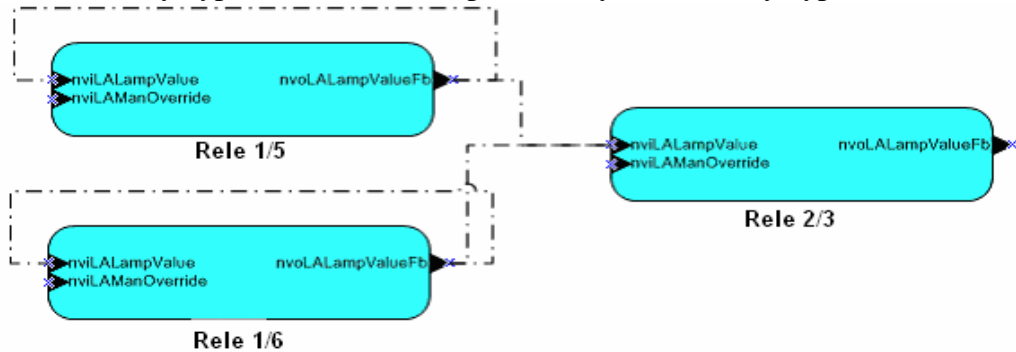 nviLALampValue nvoLALampValueFb
nviLAManOverride
Rele 1/5
nviLALampValue nvoLALampValueFb
nviLAManOverride
Rele 2/3
nviLALampValue nvoLALampValueFb
nviLAManOverride
Rele 1/6